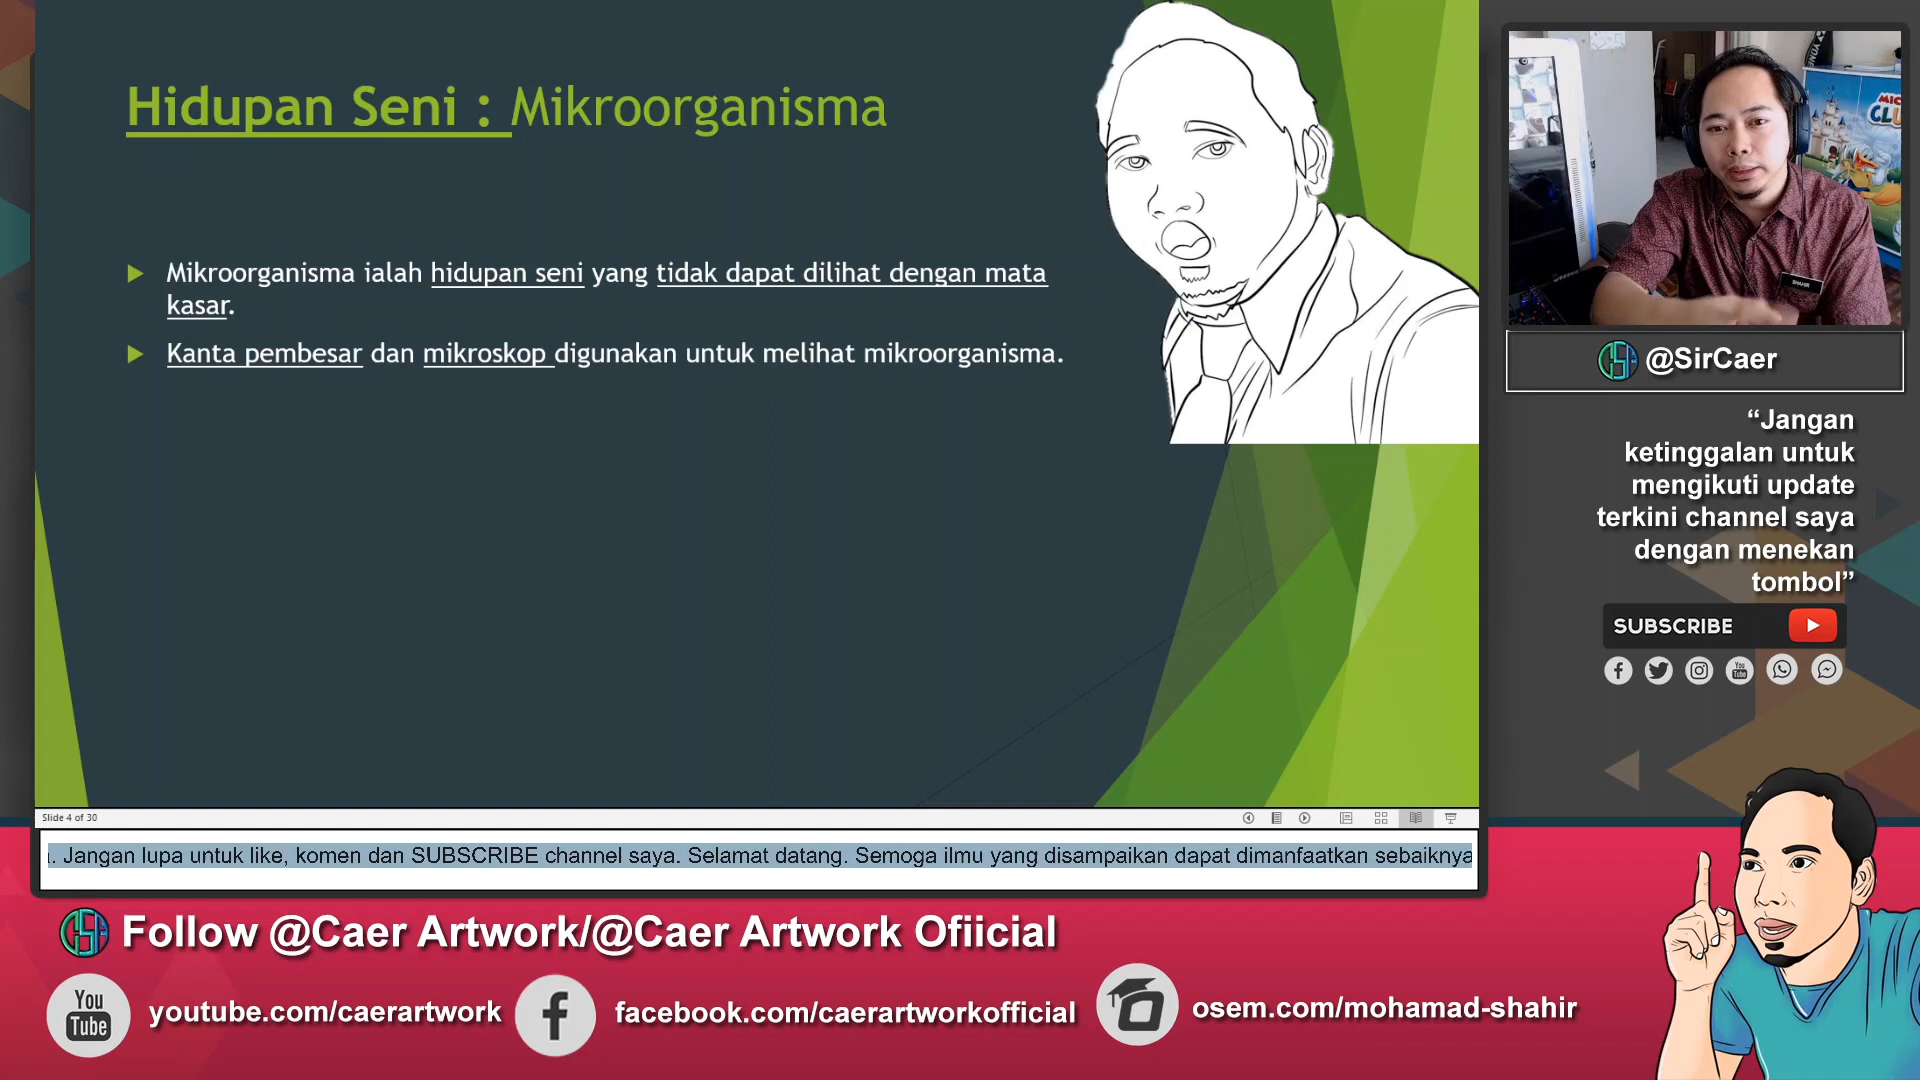 Hidupan Seni : Mikroorganisma
Mikroorganisma ialah hidupan seni yang tidak dapat dilihat dengan mata
kasar.
Kanta pembesar dan mikroskop digunakan untuk melihat mikroorganisma.
Slide 4 of 30
. Jangan lupa untuk like, komen dan SUBSCRIBE channel saya. Selamat datang. Semoga ilmu yang disampaikan dapat dimanfaatkan sebaiknya
SHAHIR
@SirCaer
“Jangan
ketinggalan untuk
mengikuti update
terkini channel saya
dengan menekan
tombol”
SUBSCRIBE
Follow @Caer Artwork/@Caer Artwork Ofiicial
You
Tube
youtube.com/caerartwork
facebook.com/caerartworkofficial
osem.com/mohamad-shahir